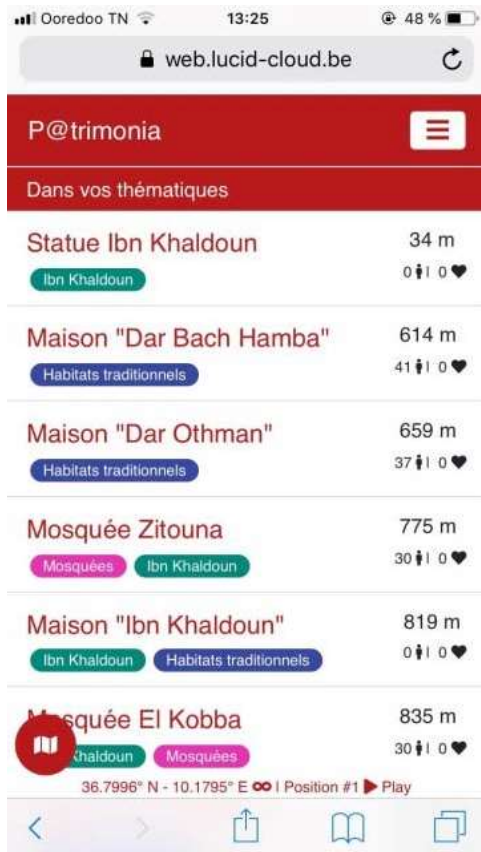 Ooredoo TN 13:25 48 %
web.lucid-cloud.be
P@trimonia
Dans vos thématiques
Statue Ibn Khaldoun 34 m
Ibn Khaldoun 0 | 0
Maison "Dar Bach Hamba" 614 m
Habitats traditionnels 41 | 0
Maison "Dar Othman" 659 m
Habitats traditionnels 37 | 0
Mosquée Zitouna 775 m
Mosquées Ibn Khaldoun 30 | 0
Maison "Ibn Khaldoun" 819 m
Ibn Khaldoun Habitats traditionnels 0 | 0
Mosquée El Kobba 835 m
Khaldoun Mosquées 30 | 0
36.7996° N - 10.1795° E ∞ | Position #1 ▶ Play